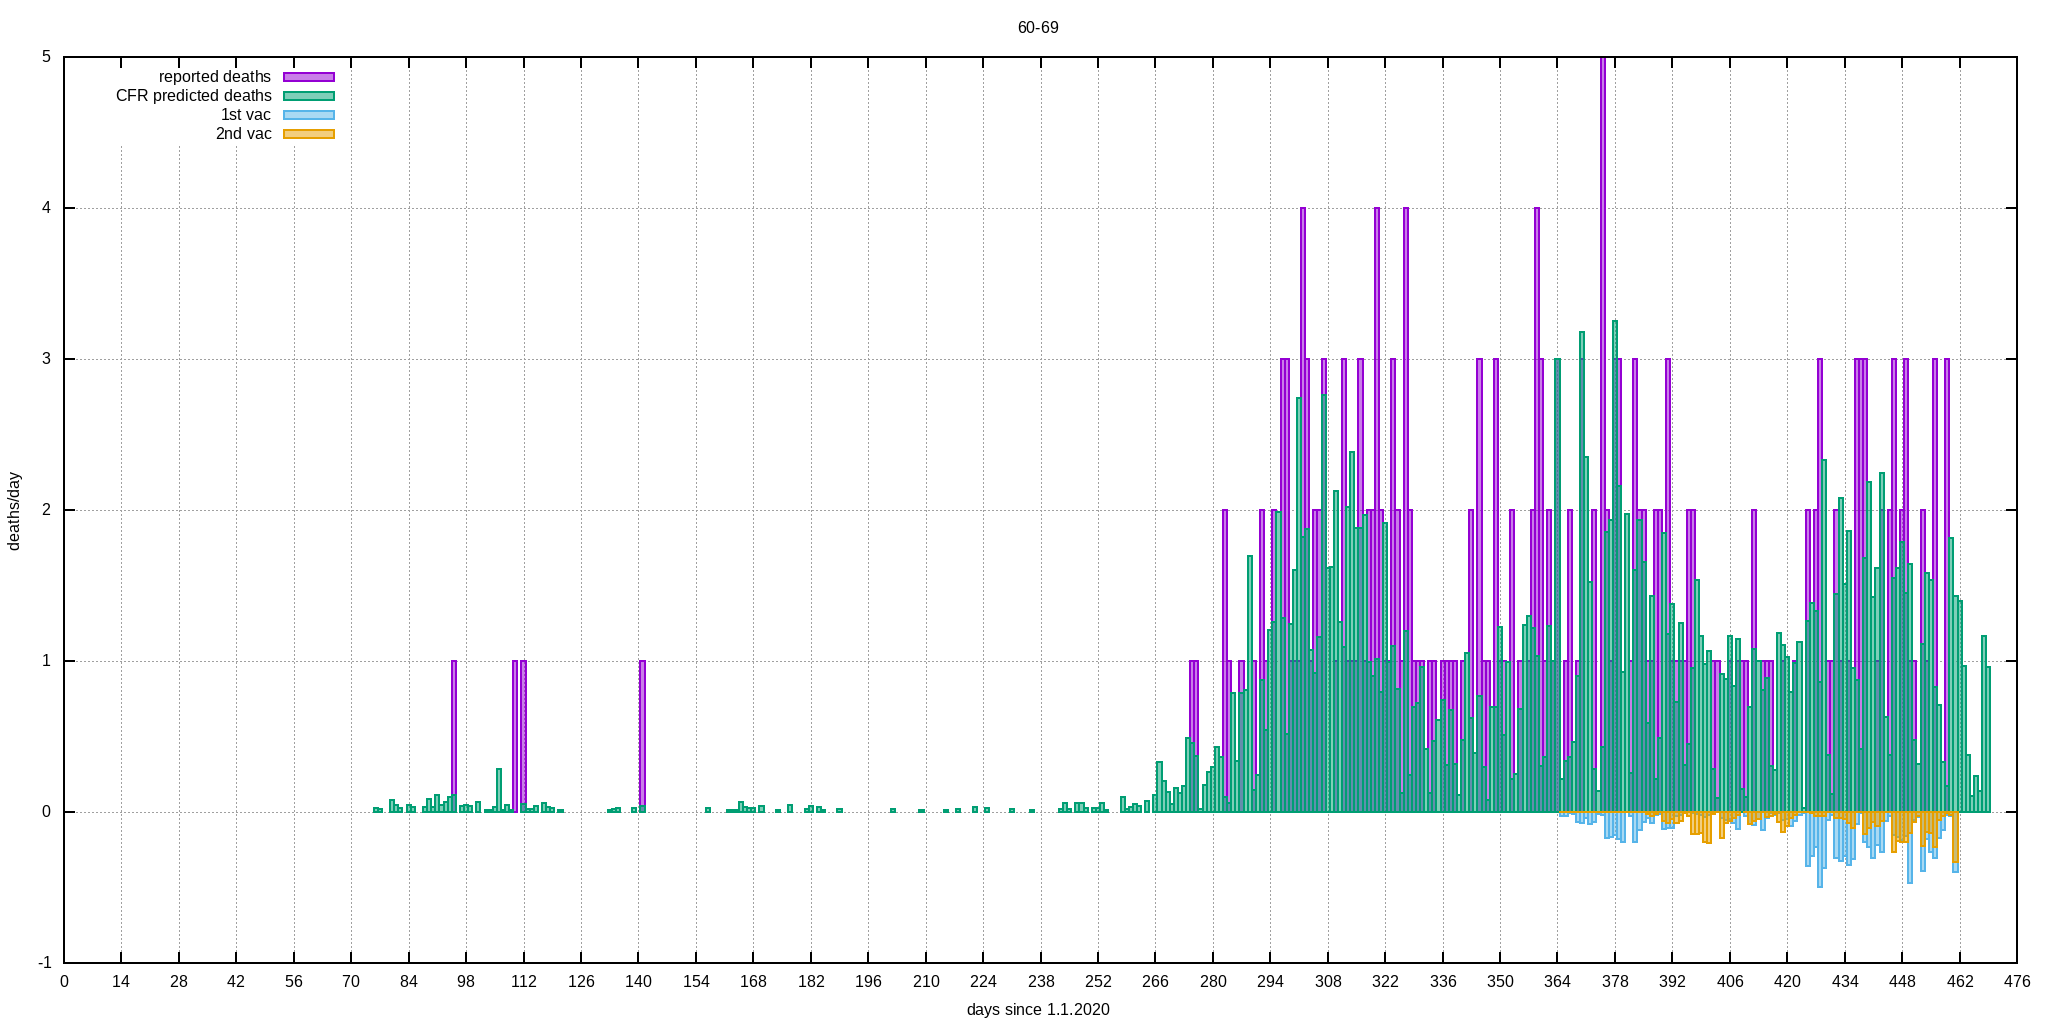 60-69
reported deaths
CFR predicted deaths
1st vac
2nd vac
5
4
3
2
1
0
-1
deaths/day
0 14 28 42 56 70 84 98 112 126 140 154 168 182 196 210 224 238 252 266 280 294 308 322 336 350 364 378 392 406 420 434 448 462 476
days since 1.1.2020